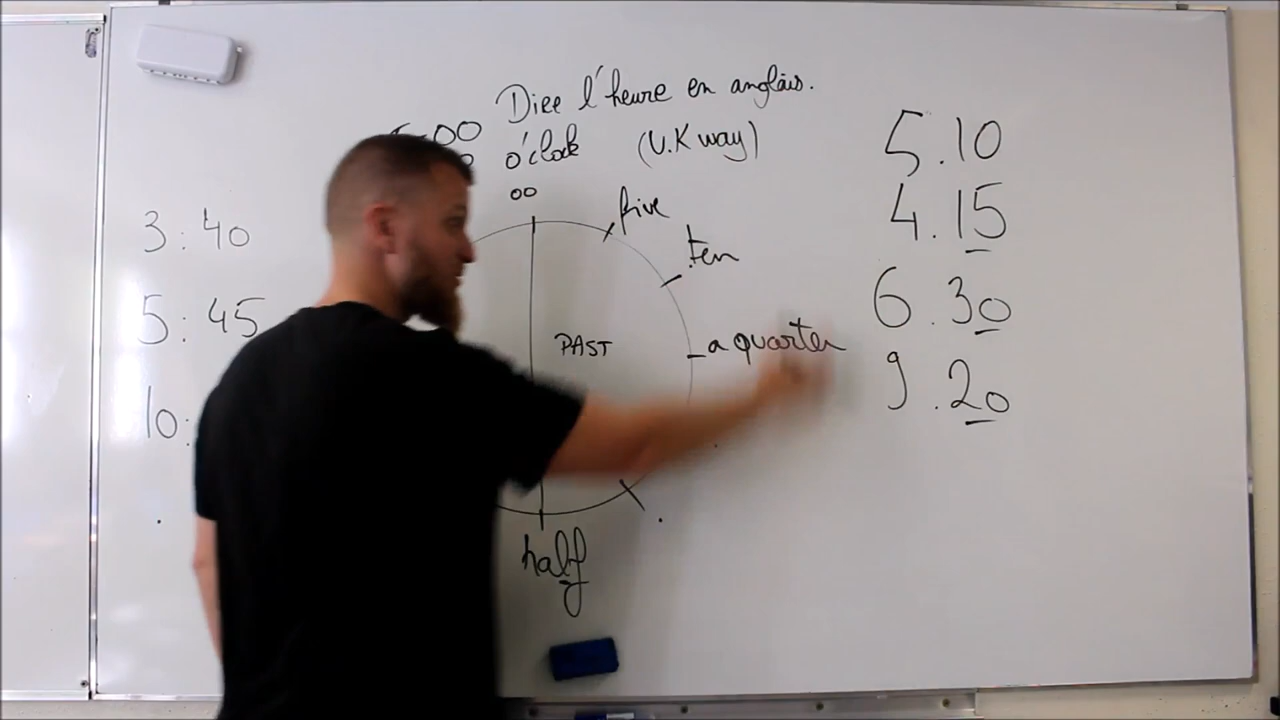 Dire l'heure en anglais.
00
o'clock (U.K way)
00
five
ten
a quarter
PAST
half
3:40
5:45
10:
5.10
4.15
6.30
9.20